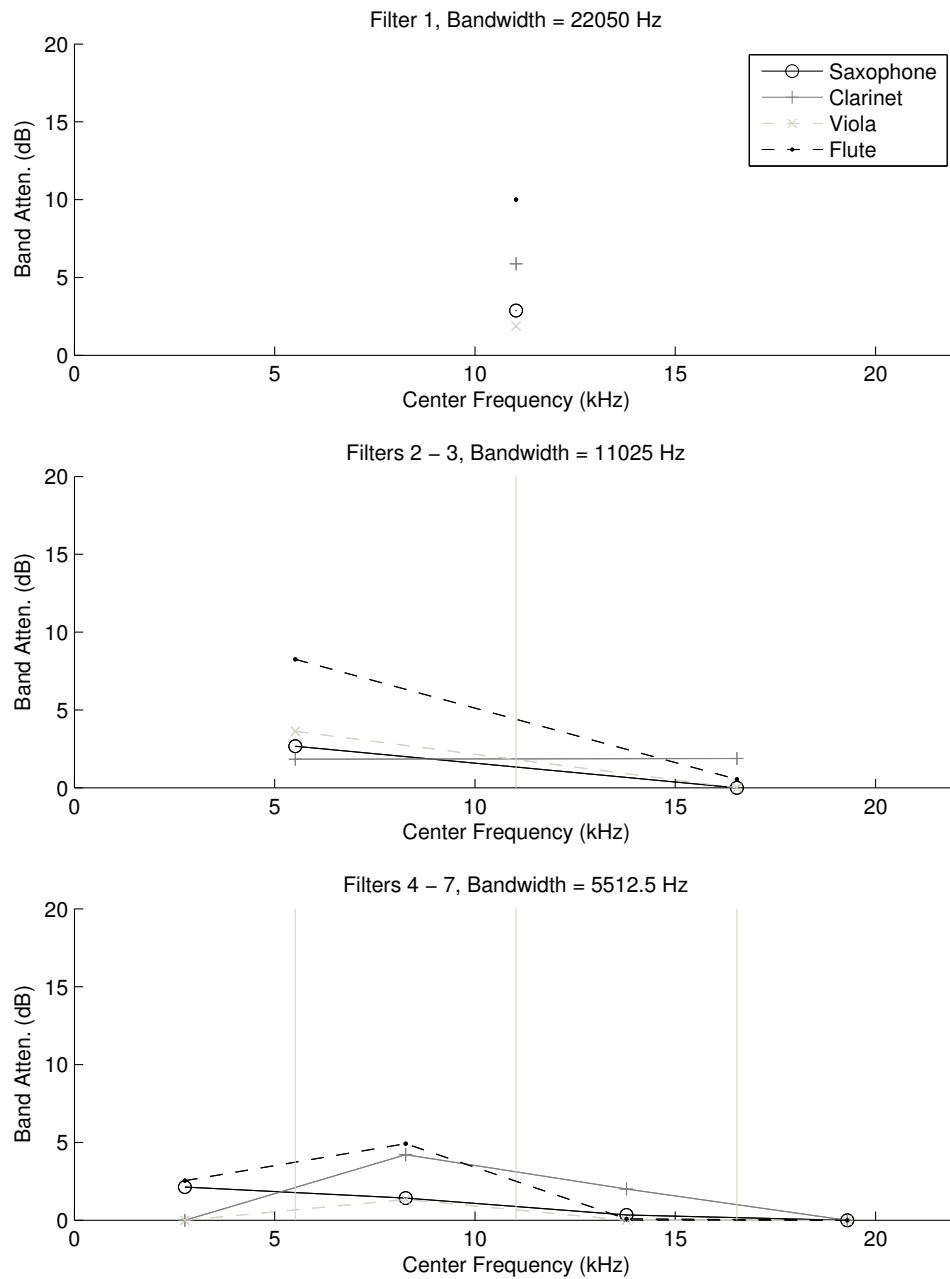 Filter 1, Bandwidth = 22050 Hz
20
15
10
5
0
Band Atten. (dB)
0 5 10 15 20
Center Frequency (kHz)
Saxophone
Clarinet
Viola
Flute
Filters 2 − 3, Bandwidth = 11025 Hz
20
15
10
5
0
Band Atten. (dB)
0 5 10 15 20
Center Frequency (kHz)
Filters 4 − 7, Bandwidth = 5512.5 Hz
20
15
10
5
0
Band Atten. (dB)
0 5 10 15 20
Center Frequency (kHz)